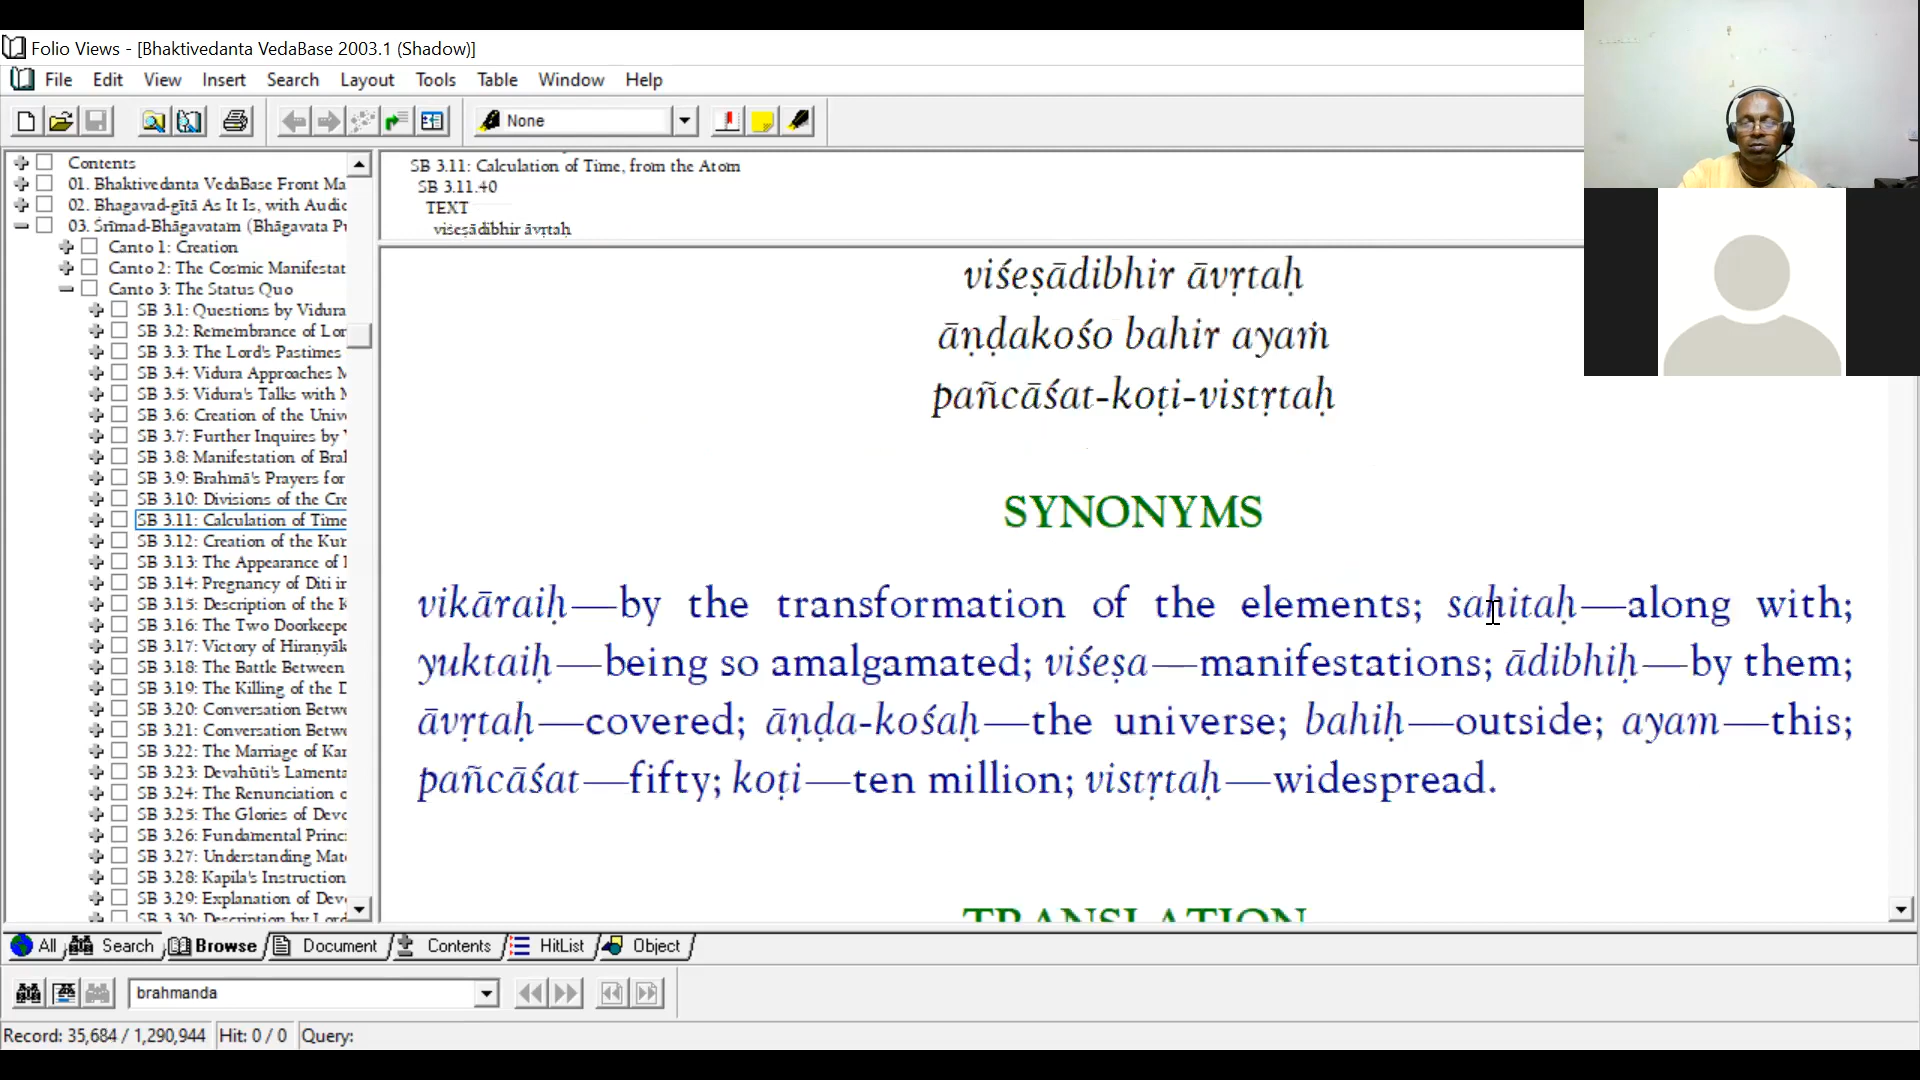 Folio Views - [Bhaktivedanta VedaBase 2003.1 (Shadow)]
File Edit View Insert Search Layout Tools Table Window Help
None
Contents
01. Bhaktivedanta VedaBase Front Ma
02. Bhagavad-gītā As It Is, with Audio
03. Śrīmad-Bhāgavatam (Bhāgavata Pu
Canto 1: Creation
Canto 2: The Cosmic Manifestat
Canto 3: The Status Quo
SB 3.1: Questions by Vidura
SB 3.2: Remembrance of Lor
SB 3.3: The Lord's Pastimes
SB 3.4: Vidura Approaches M
SB 3.5: Vidura's Talks with M
SB 3.6: Creation of the Univ
SB 3.7: Further Inquires by
SB 3.8: Manifestation of Bral
SB 3.9: Brahmā's Prayers for
SB 3.10: Divisions of the Cre
SB 3.11: Calculation of Time
SB 3.12: Creation of the Kur
SB 3.13: The Appearance of
SB 3.14: Pregnancy of Diti in
SB 3.15: Description of the K
SB 3.16: The Two Doorkeepe
SB 3.17: Victory of Hiraṇyāk
SB 3.18: The Battle Between
SB 3.19: The Killing of the D
SB 3.20: Conversation Betwe
SB 3.21: Conversation Betwe
SB 3.22: The Marriage of Kar
SB 3.23: Devahūti's Lamenta
SB 3.24: The Renunciation o
SB 3.25: The Glories of Devo
SB 3.26: Fundamental Princ
SB 3.27: Understanding Mate
SB 3.28: Kapila's Instruction
SB 3.29: Explanation of Dev
SB 3.30: Description by Lord
SB 3.11: Calculation of Time, from the Atom
SB 3.11.40
TEXT
viśeṣādibhir āvṛtaḥ
viśeṣādibhir āvṛtaḥ
āṇḍakośo bahir ayaṁ
pañcāśat-koṭi-vistṛtaḥ
SYNONYMS
vikāraiḥ—by the transformation of the elements; sahitaḥ—along with;
yuktaiḥ—being so amalgamated; viśeṣa—manifestations; ādibhiḥ—by them;
āvṛtaḥ—covered; āṇḍa-kośaḥ—the universe; bahiḥ—outside; ayam—this;
pañcāśat—fifty; koṭi—ten million; vistṛtaḥ—widespread.
TRANSLATION
All Search Browse Document Contents HitList Object
brahmanda
Record: 35,684 / 1,290,944 Hit: 0 / 0 Query: